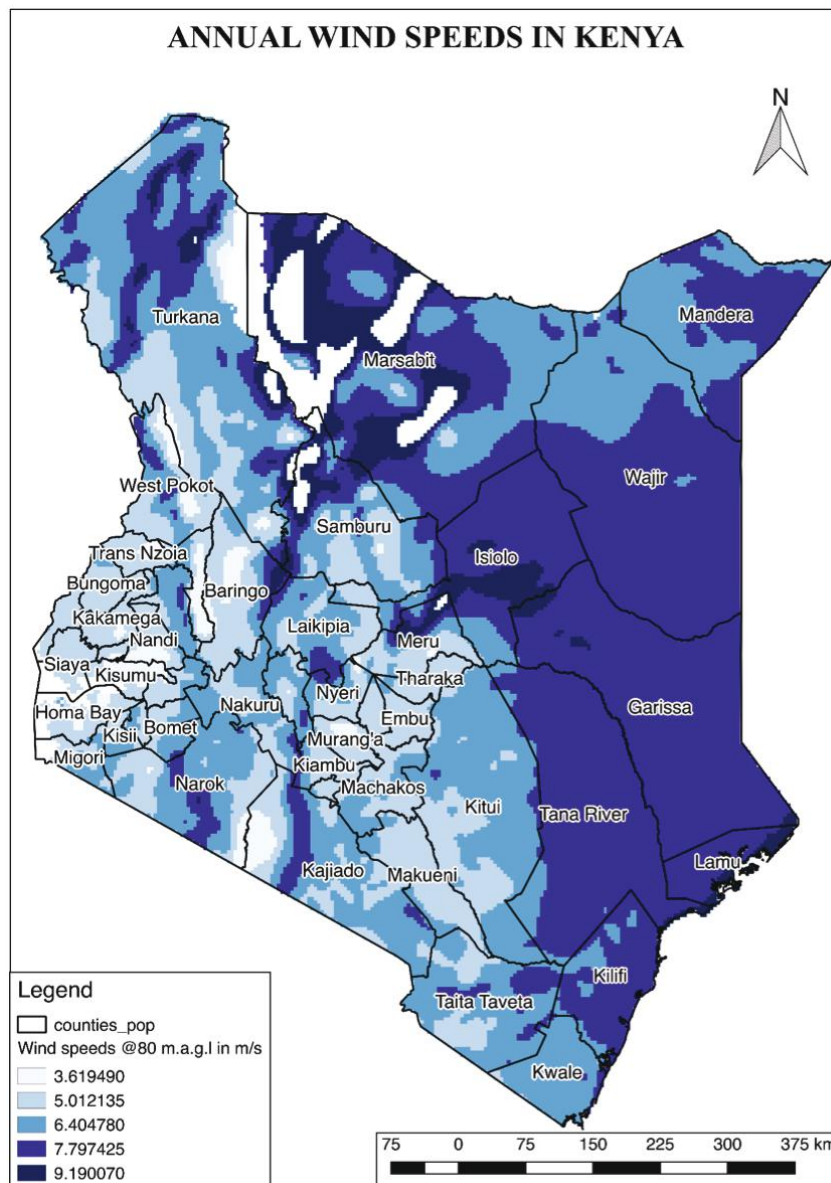 ANNUAL WIND SPEEDS IN KENYA
N
Turkana
Marsabit
Mandera
Wajir
West Pokot
Samburu
Isiolo
Trans Nzoia
Bungoma
Baringo
Kakamega
Laikipia
Nandi
Meru
Siaya
Kisumu
Tharaka
Nyeri
Garissa
Homa Bay
Nakuru
Embu
Bomet
Kisii
Murang'a
Migori
Kiambu
Narok
Machakos
Kitui
Tana River
Lamu
Kajiado
Makueni
Kilifi
Taita Taveta
Kwale
Legend
counties_pop
Wind speeds @80 m.a.g.l in m/s
3.619490
5.012135
6.404780
7.797425
9.190070
75 0 75 150 225 300 375 km